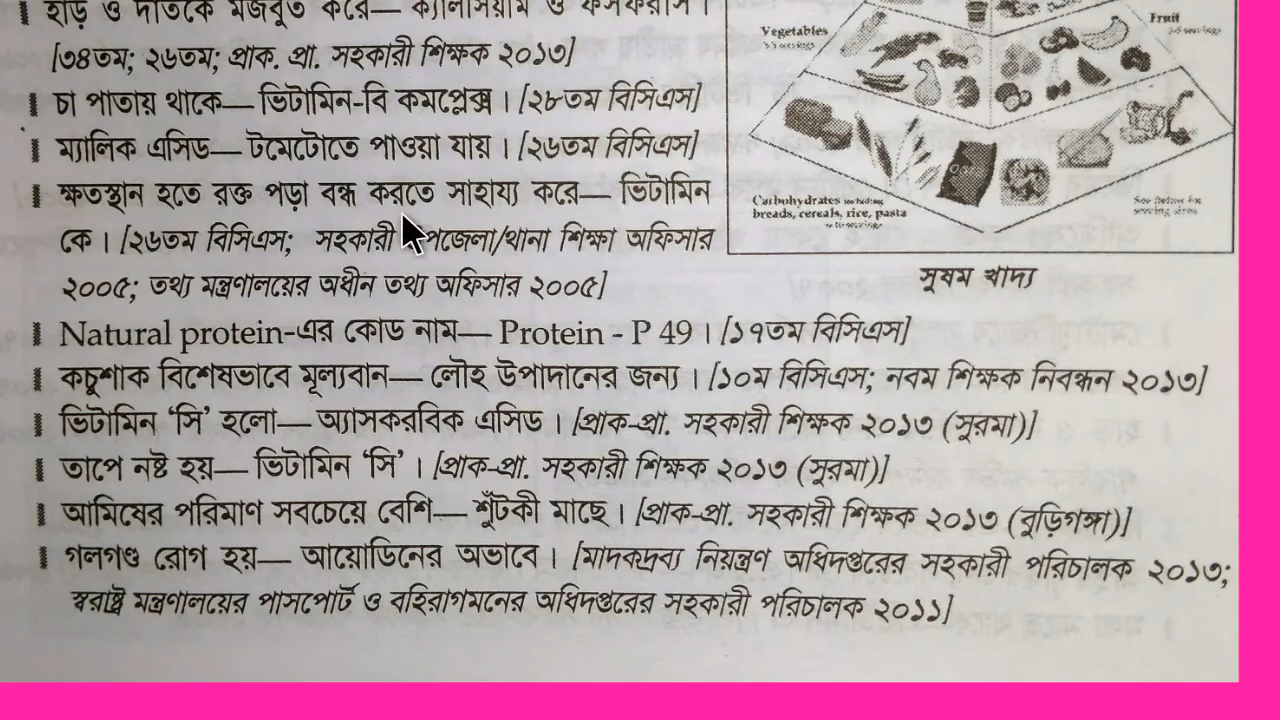 হাড় ও দাঁতকে মজবুত করে— ক্যালসিয়াম ও ফসফরাস।
[৩৪তম; ২৬তম; প্রাক. প্রা. সহকারী শিক্ষক ২০১৩]
চা পাতায় থাকে— ভিটামিন-বি কমপ্লেক্স। [২৮তম বিসিএস]
ম্যালিক এসিড— টমেটোতে পাওয়া যায়। [২৬তম বিসিএস]
ক্ষতস্থান হতে রক্ত পড়া বন্ধ করতে সাহায্য করে— ভিটামিন
কে। [২৬তম বিসিএস; সহকারী উপজেলা/থানা শিক্ষা অফিসার
২০০৫; তথ্য মন্ত্রণালয়ের অধীন তথ্য অফিসার ২০০৫]
Vegetables
Fruit
Carbohydrates
breads, cereals, rice, pasta
See below for
serving sizes
সুষম খাদ্য
Natural protein-এর কোড নাম— Protein - P 49। [১৭তম বিসিএস]
কচুশাক বিশেষভাবে মূল্যবান— লৌহ উপাদানের জন্য। [১০ম বিসিএস; নবম শিক্ষক নিবন্ধন ২০১৩]
ভিটামিন ‘সি’ হলো— অ্যাসকরবিক এসিড। [প্রাক-প্রা. সহকারী শিক্ষক ২০১৩ (সুরমা)]
তাপে নষ্ট হয়— ভিটামিন ‘সি’। [প্রাক-প্রা. সহকারী শিক্ষক ২০১৩ (সুরমা)]
আমিষের পরিমাণ সবচেয়ে বেশি— শুঁটকী মাছে। [প্রাক-প্রা. সহকারী শিক্ষক ২০১৩ (বুড়িগঙ্গা)]
গলগণ্ড রোগ হয়— আয়োডিনের অভাবে। [মাদকদ্রব্য নিয়ন্ত্রণ অধিদপ্তরের সহকারী পরিচালক ২০১৩;
স্বরাষ্ট্র মন্ত্রণালয়ের পাসপোর্ট ও বহিরাগমনের অধিদপ্তরের সহকারী পরিচালক ২০১১]